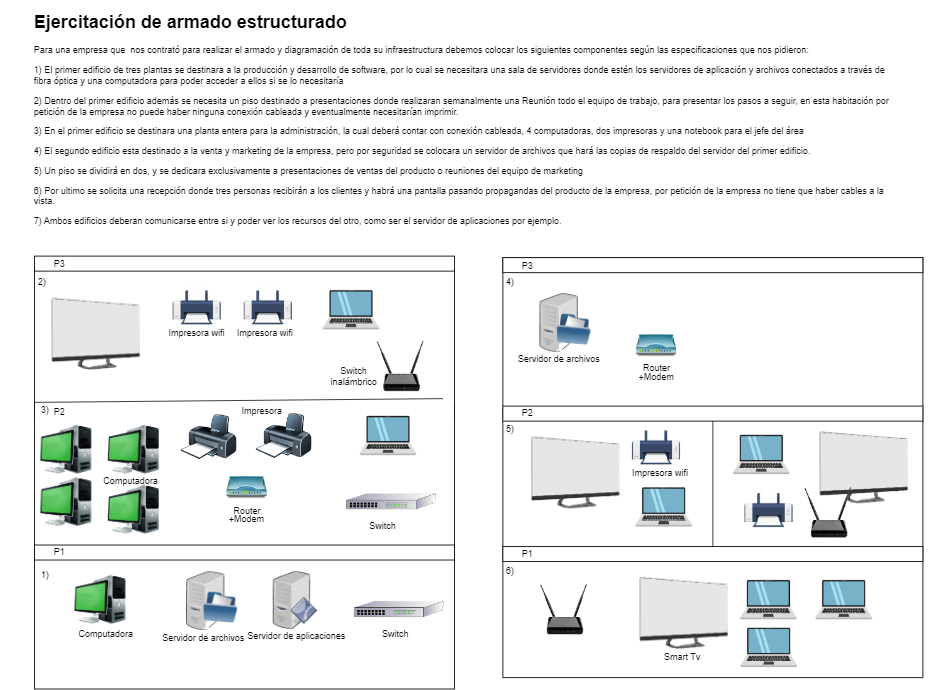 Ejercitación de armado estructurado
Para una empresa que nos contrató para realizar el armado y diagramación de toda su infraestructura debemos colocar los siguientes componentes según las especificaciones que nos pidieron:
1) El primer edificio de tres plantas se destinara a la producción y desarrollo de software, por lo cual se necesitara una sala de servidores donde estén los servidores de aplicación y archivos conectados a través de
fibra óptica y una computadora para poder acceder a ellos si se lo necesitaría
2) Dentro del primer edificio además se necesita un piso destinado a presentaciones donde realizaran semanalmente una Reunión todo el equipo de trabajo, para presentar los pasos a seguir, en esta habitación por
petición de la empresa no puede haber ninguna conexión cableada y eventualmente necesitarían imprimir.
3) En el primer edificio se destinara una planta entera para la administración, la cual deberá contar con conexión cableada, 4 computadoras, dos impresoras y una notebook para el jefe del área
4) El segundo edificio esta destinado a la venta y marketing de la empresa, pero por seguridad se colocara un servidor de archivos que hará las copias de respaldo del servidor del primer edificio.
5) Un piso se dividirá en dos, y se dedicara exclusivamente a presentaciones de ventas del producto o reuniones del equipo de marketing
6) Por ultimo se solicita una recepción donde tres personas recibirán a los clientes y habrá una pantalla pasando propagandas del producto de la empresa, por petición de la empresa no tiene que haber cables a la
vista.
7) Ambos edificios deberan comunicarse entre si y poder ver los recursos del otro, como ser el servidor de aplicaciones por ejemplo.
P3
2)
Impresora wifi
Impresora wifi
Switch
inalámbrico
3) P2
Impresora
Computadora
Router
+Modem
Switch
P1
1)
Computadora
Servidor de archivos
Servidor de aplicaciones
Switch
P3
4)
Servidor de archivos
Router
+Modem
P2
5)
Impresora wifi
P1
6)
Smart Tv